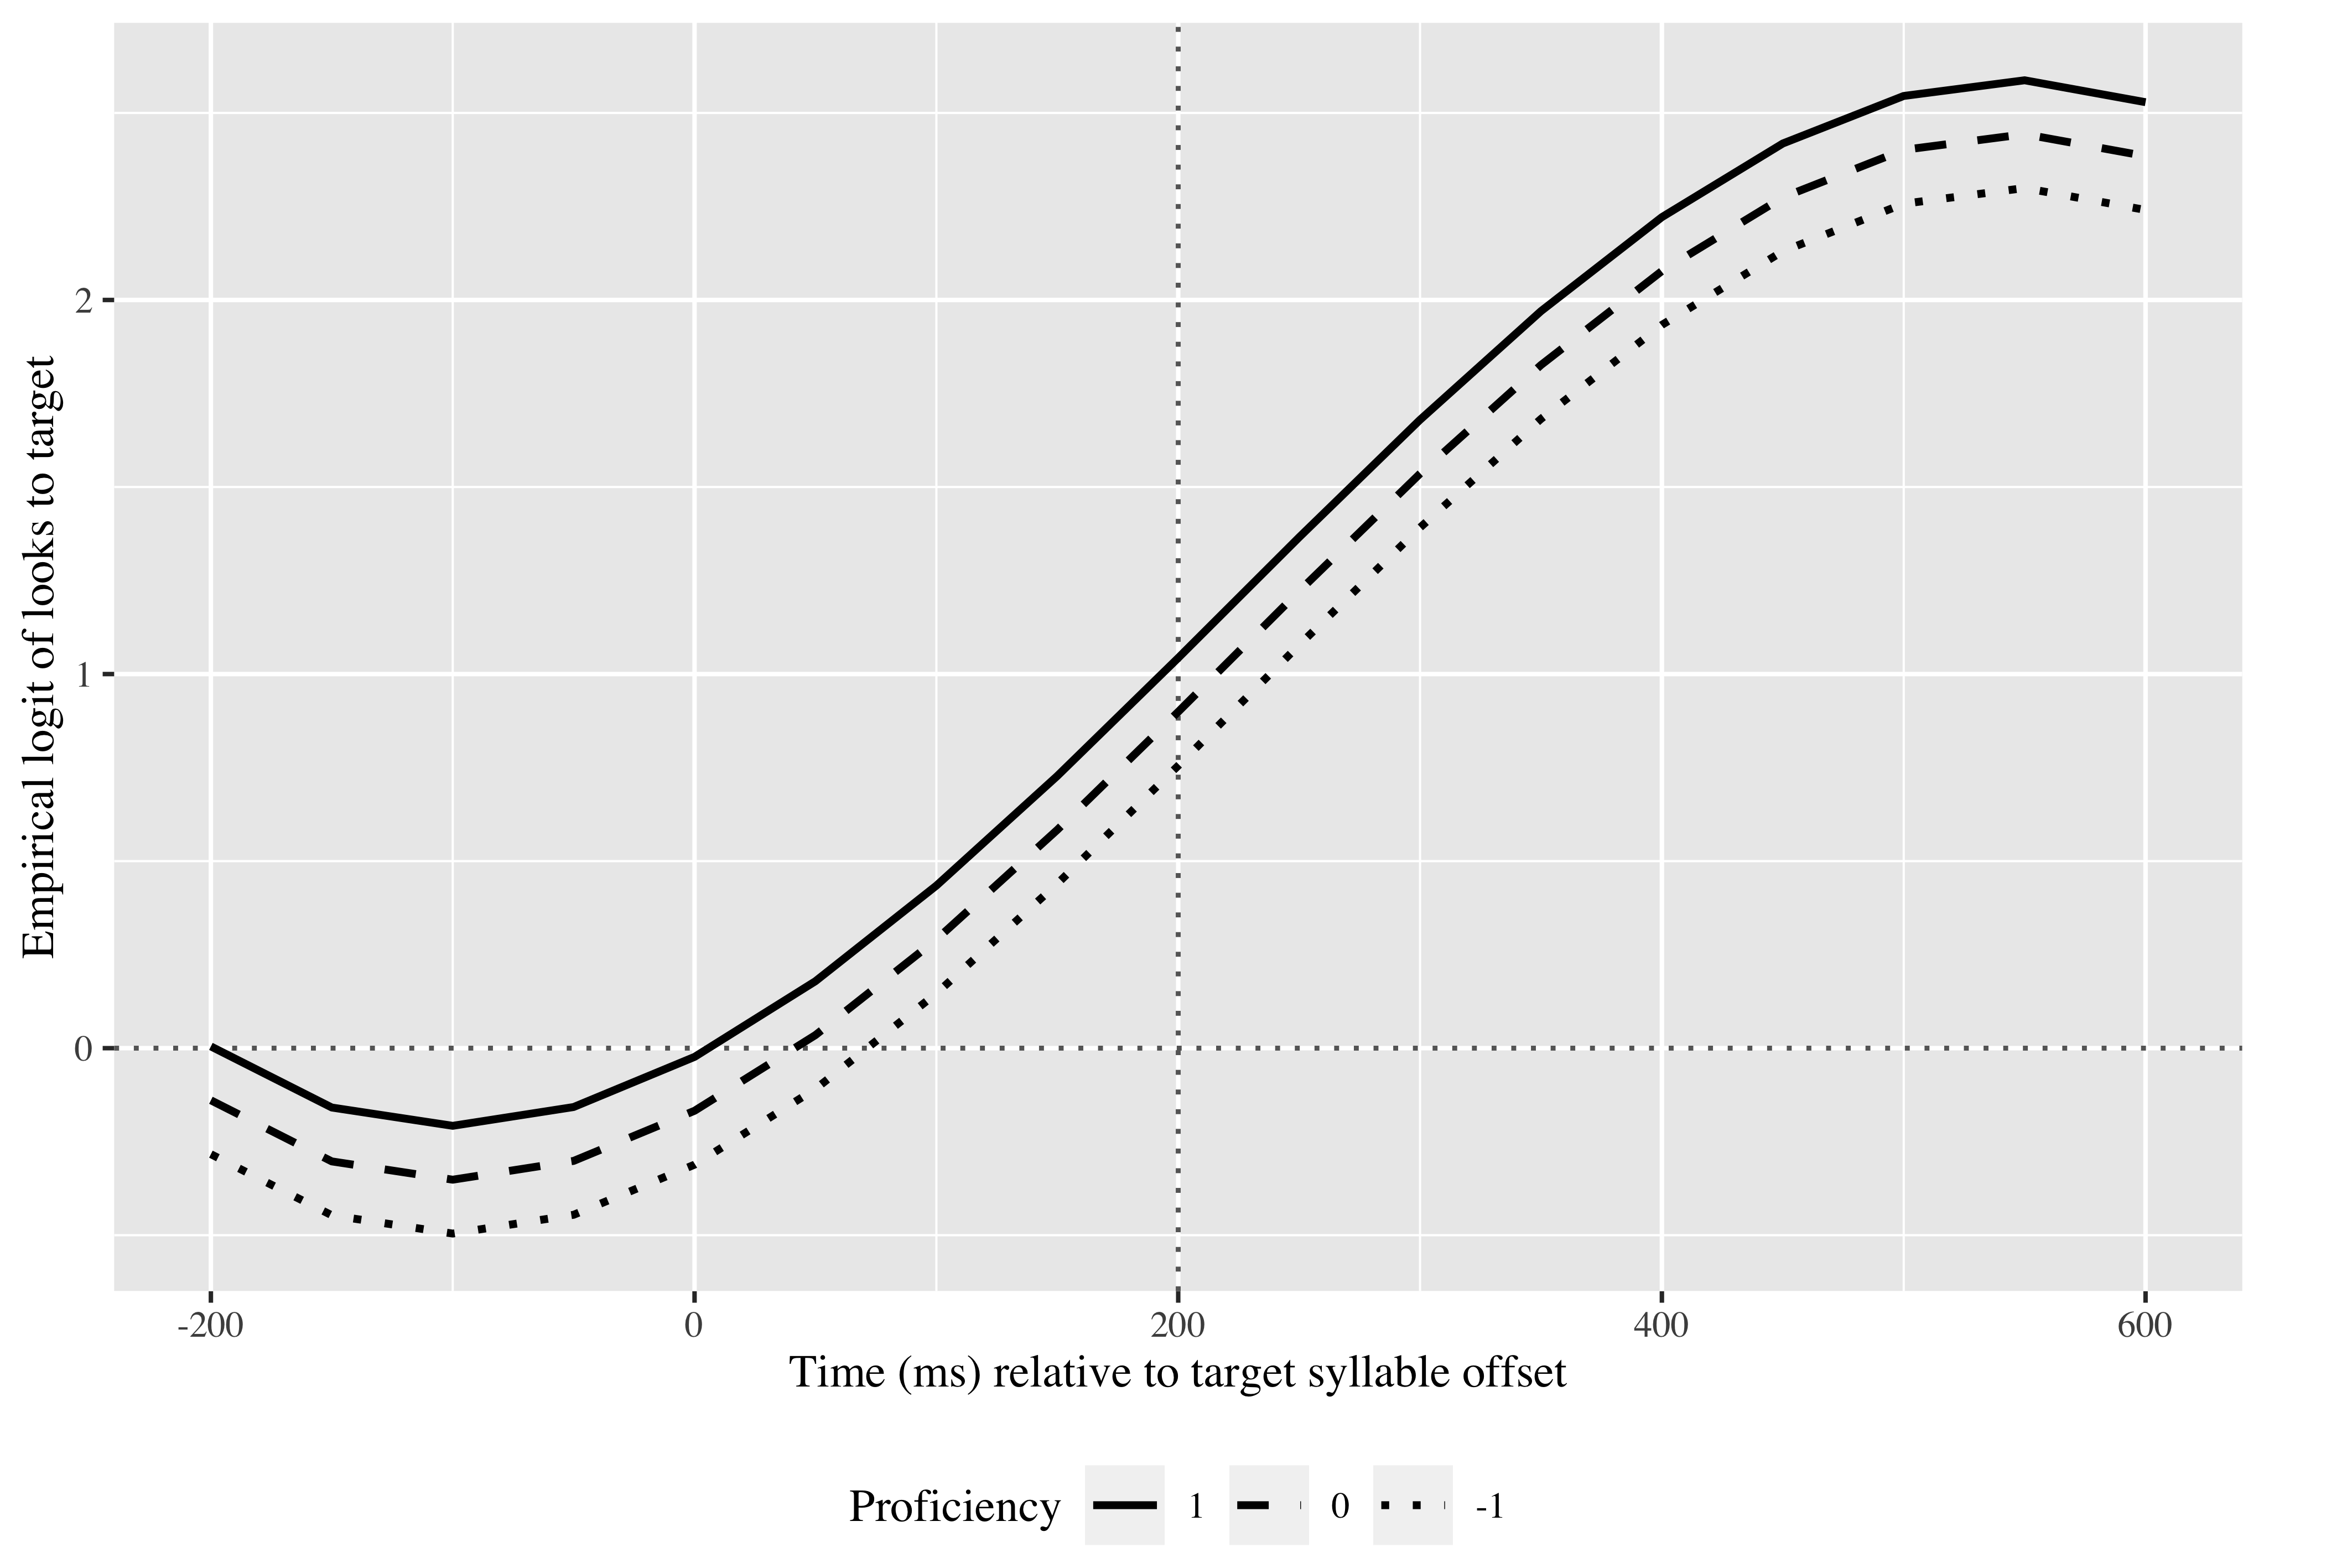 Empirical logit of looks to target
2
1
0
-200 0 200 400 600
Time (ms) relative to target syllable offset
Proficiency 1 0 -1